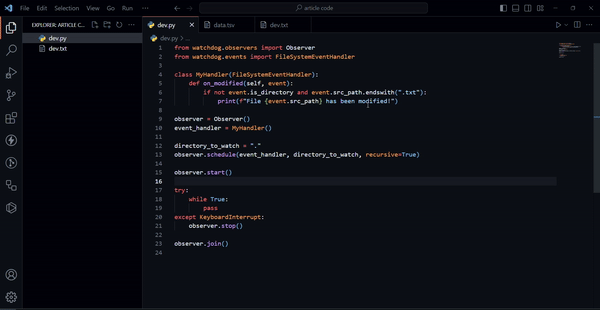 File Edit Selection View Go Run ··· article code
EXPLORER: ARTICLE C... ···
dev.py
dev.txt
dev.py data.tsv dev.txt
dev.py > ...
1 from watchdog.observers import Observer
2 from watchdog.events import FileSystemEventHandler
3
4 class MyHandler(FileSystemEventHandler):
5 def on_modified(self, event):
6 if not event.is_directory and event.src_path.endswith(".txt"):
7 print(f"File {event.src_path} has been modified!")
8
9 observer = Observer()
10 event_handler = MyHandler()
11
12 directory_to_watch = "."
13 observer.schedule(event_handler, directory_to_watch, recursive=True)
14
15 observer.start()
16
17 try:
18 while True:
19 pass
20 except KeyboardInterrupt:
21 observer.stop()
22
23 observer.join()
24